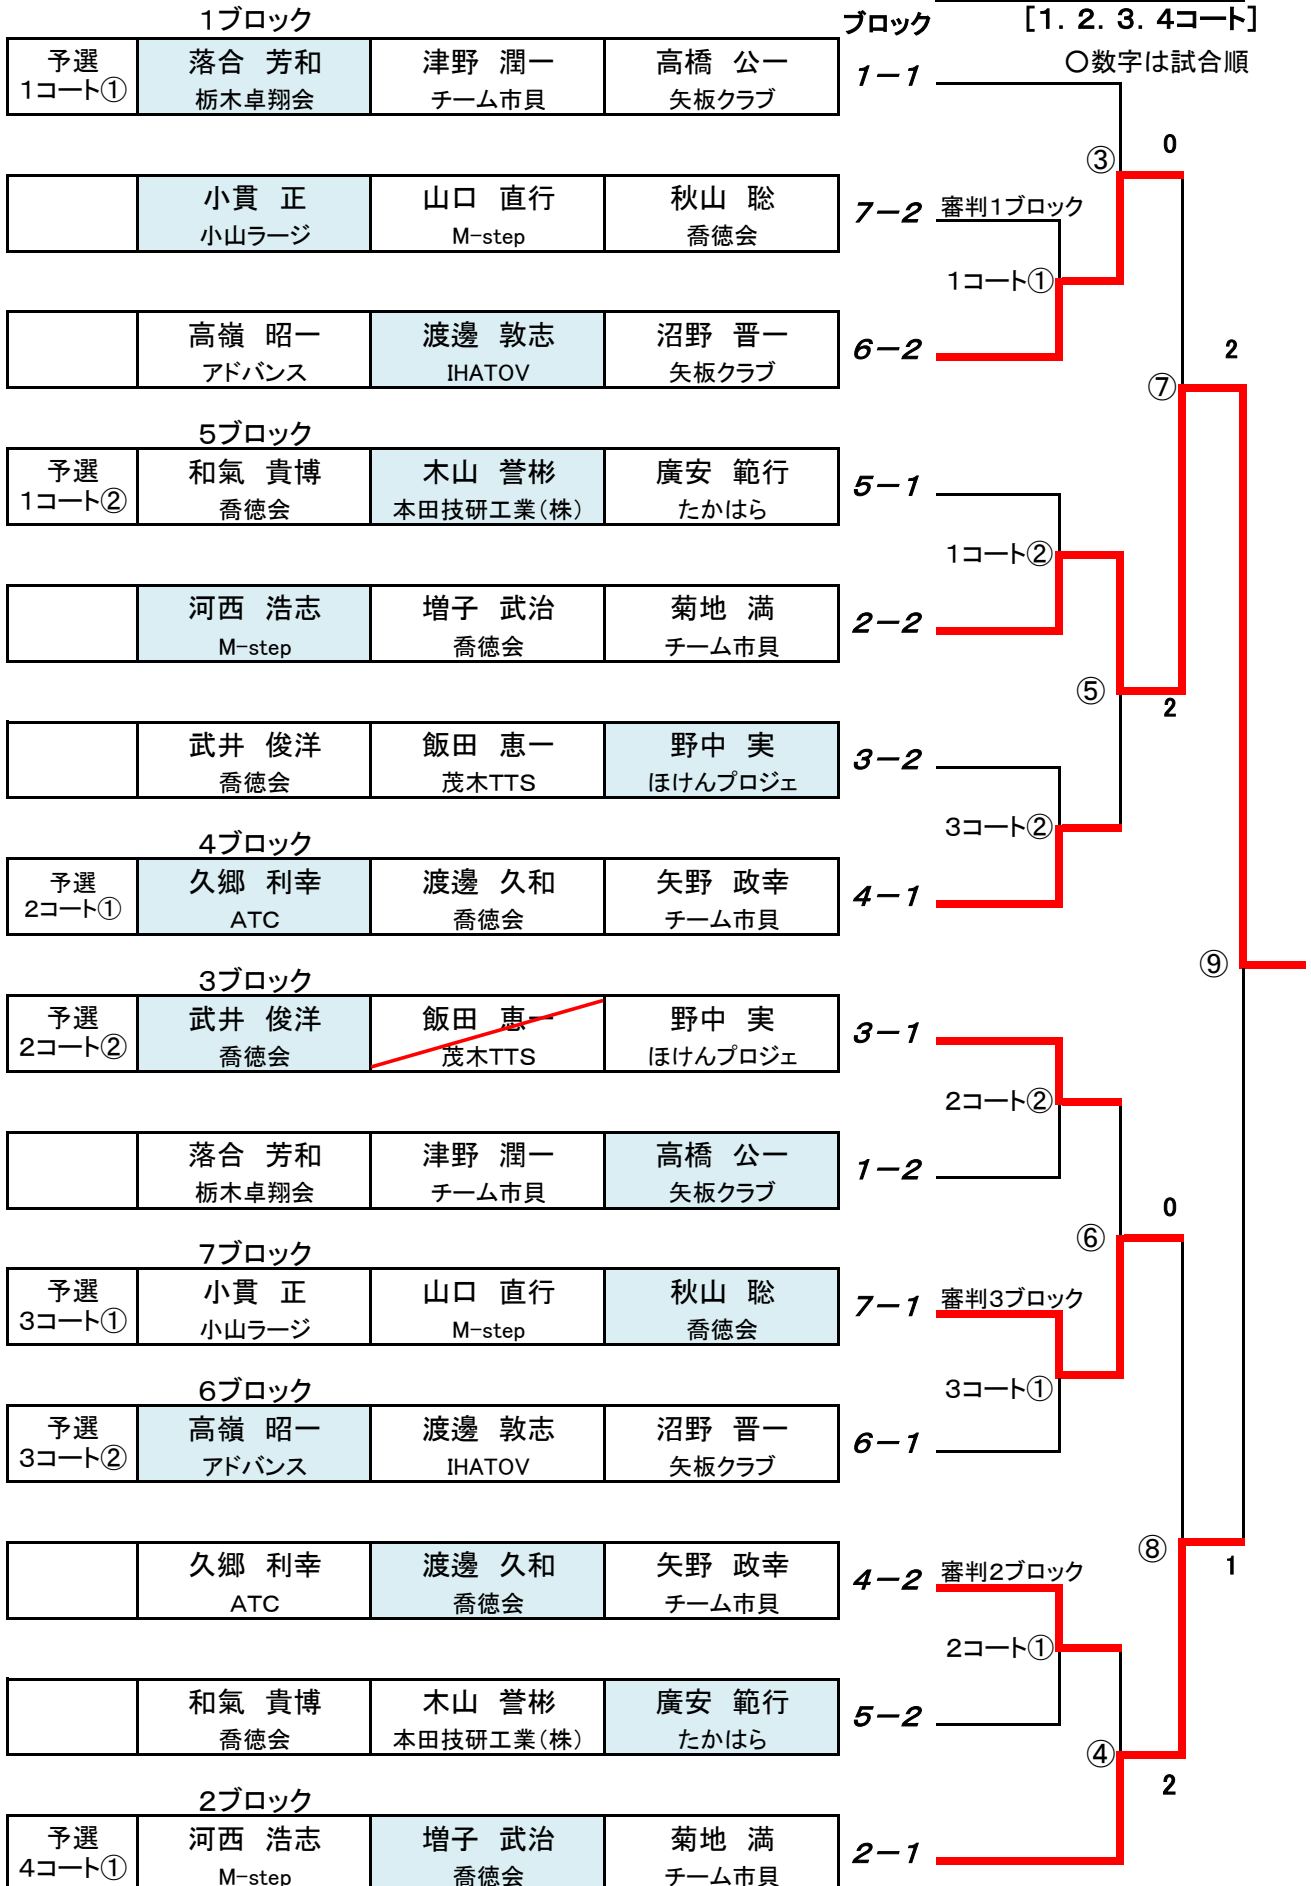 1ブロック
ブロック
[1．2．3．4コート]
予選
1コート①
落合 芳和
栃木卓翔会
津野 潤一
チーム市貝
高橋 公一
矢板クラブ
1-1
〇数字は試合順
③
0
小貫 正
小山ラージ
山口 直行
M-step
秋山 聡
喬徳会
7-2
審判1ブロック
1コート①
高嶺 昭一
アドバンス
渡邊 敦志
IHATOV
沼野 晋一
矢板クラブ
6-2
2
⑦
5ブロック
予選
1コート②
和氣 貴博
喬徳会
木山 誉彬
本田技研工業(株)
廣安 範行
たかはら
5-1
1コート②
河西 浩志
M-step
増子 武治
喬徳会
菊地 満
チーム市貝
2-2
⑤
2
武井 俊洋
喬徳会
飯田 恵一
茂木TTS
野中 実
ほけんプロジェ
3-2
3コート②
4ブロック
予選
2コート①
久郷 利幸
ATC
渡邊 久和
喬徳会
矢野 政幸
チーム市貝
4-1
⑨
3ブロック
予選
2コート②
武井 俊洋
喬徳会
飯田 恵一
茂木TTS
野中 実
ほけんプロジェ
3-1
2コート②
落合 芳和
栃木卓翔会
津野 潤一
チーム市貝
高橋 公一
矢板クラブ
1-2
0
⑥
7ブロック
予選
3コート①
小貫 正
小山ラージ
山口 直行
M-step
秋山 聡
喬徳会
7-1
審判3ブロック
3コート①
6ブロック
予選
3コート②
高嶺 昭一
アドバンス
渡邊 敦志
IHATOV
沼野 晋一
矢板クラブ
6-1
⑧
1
久郷 利幸
ATC
渡邊 久和
喬徳会
矢野 政幸
チーム市貝
4-2
審判2ブロック
2コート①
和氣 貴博
喬徳会
木山 誉彬
本田技研工業(株)
廣安 範行
たかはら
5-2
④
2
2ブロック
予選
4コート①
河西 浩志
M-step
増子 武治
喬徳会
菊地 満
チーム市貝
2-1